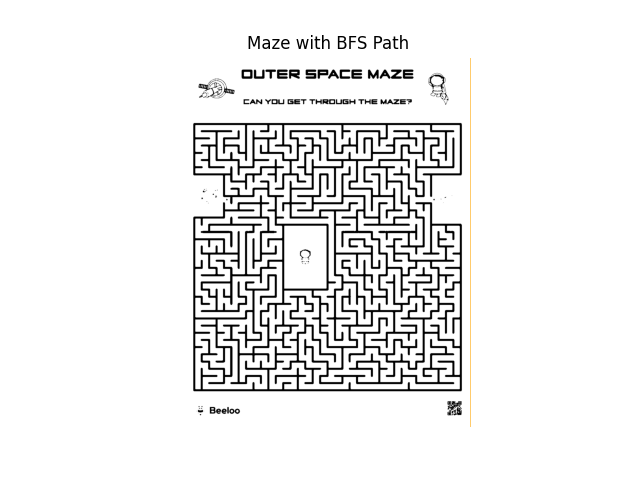 Maze with BFS Path
OUTER SPACE MAZE
CAN YOU GET THROUGH THE MAZE?
Beeloo